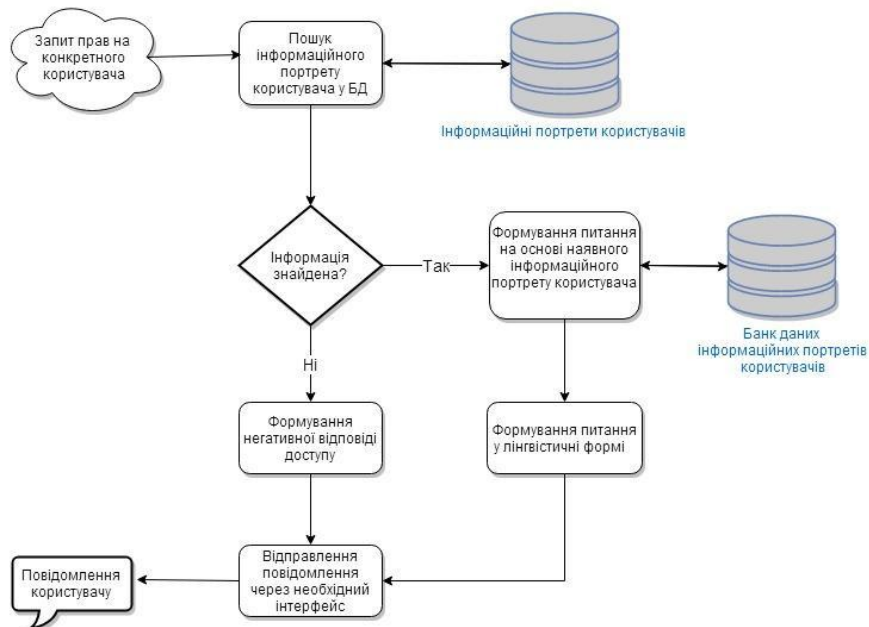 Запит прав на
конкретного
користувача
Пошук
інформаційного
портрету
користувача у БД
Інформаційні портрети користувачів
Інформація
знайдена?
Так
Формування питання
на основі наявного
інформаційного
портрету користувача
Банк даних
інформаційних портретів
користувачів
Ні
Формування
негативної відповіді
доступу
Формування питання
у лінгвістичні формі
Відправлення
повідомлення
через необхідний
інтерфейс
Повідомлення
користувачу